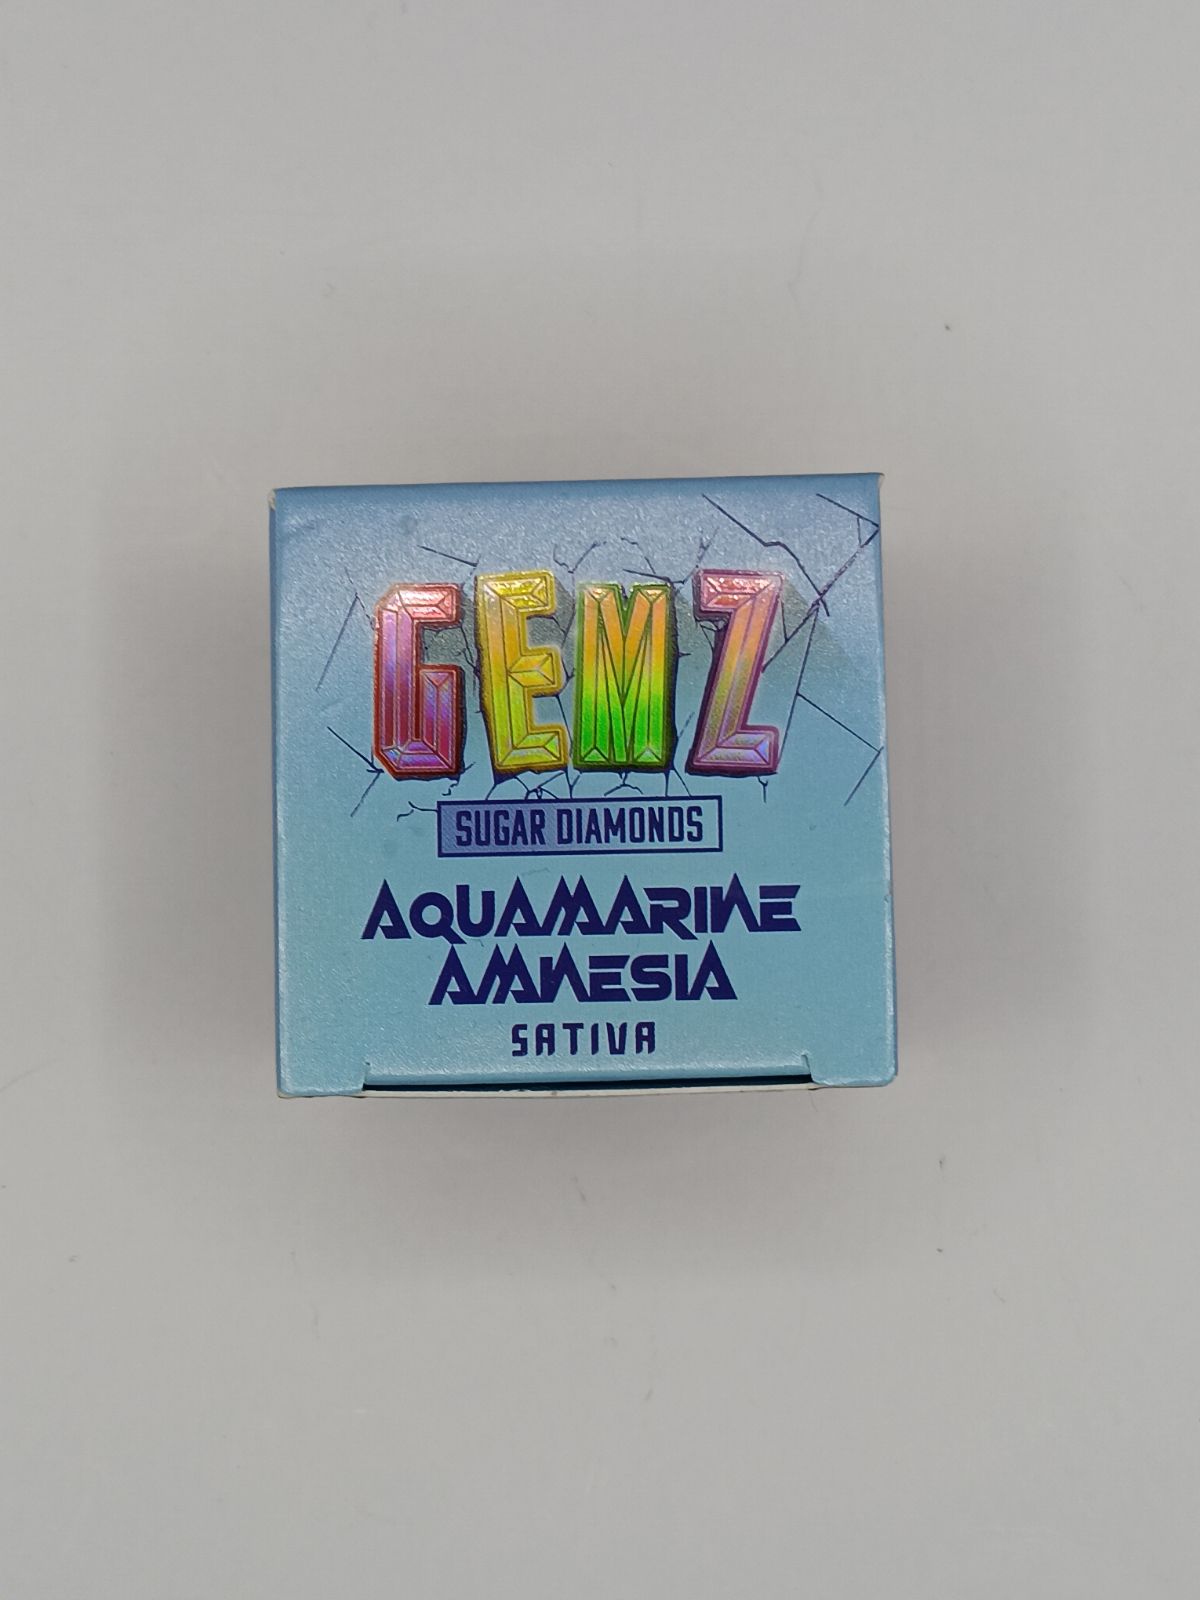 GEMZ
SUGAR DIAMONDS
AQUAMARINE
AMNESIA
SATIVA